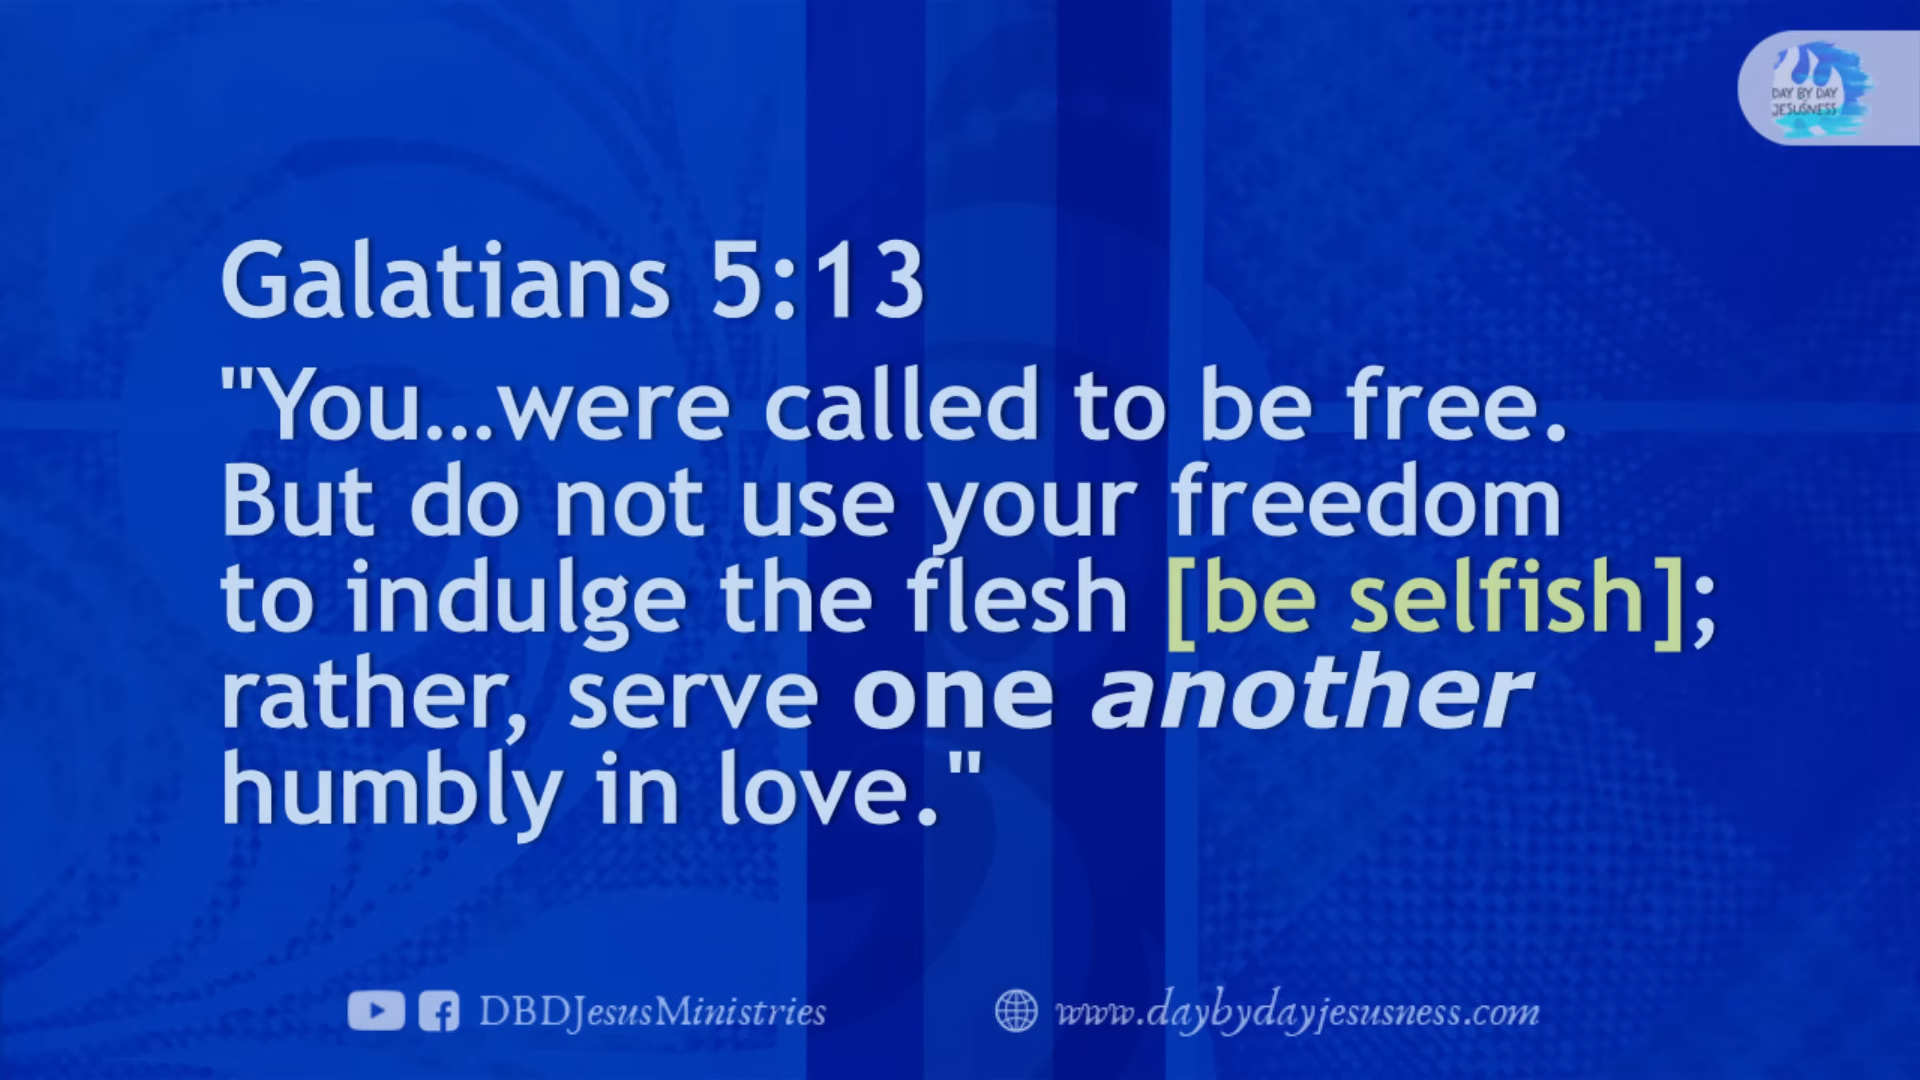 DAY BY DAY
JESUSNESS
Galatians 5:13
"You...were called to be free.
But do not use your freedom
to indulge the flesh [be selfish];
rather, serve one another
humbly in love."
DBDJesusMinistries
www.daybydayjesusness.com